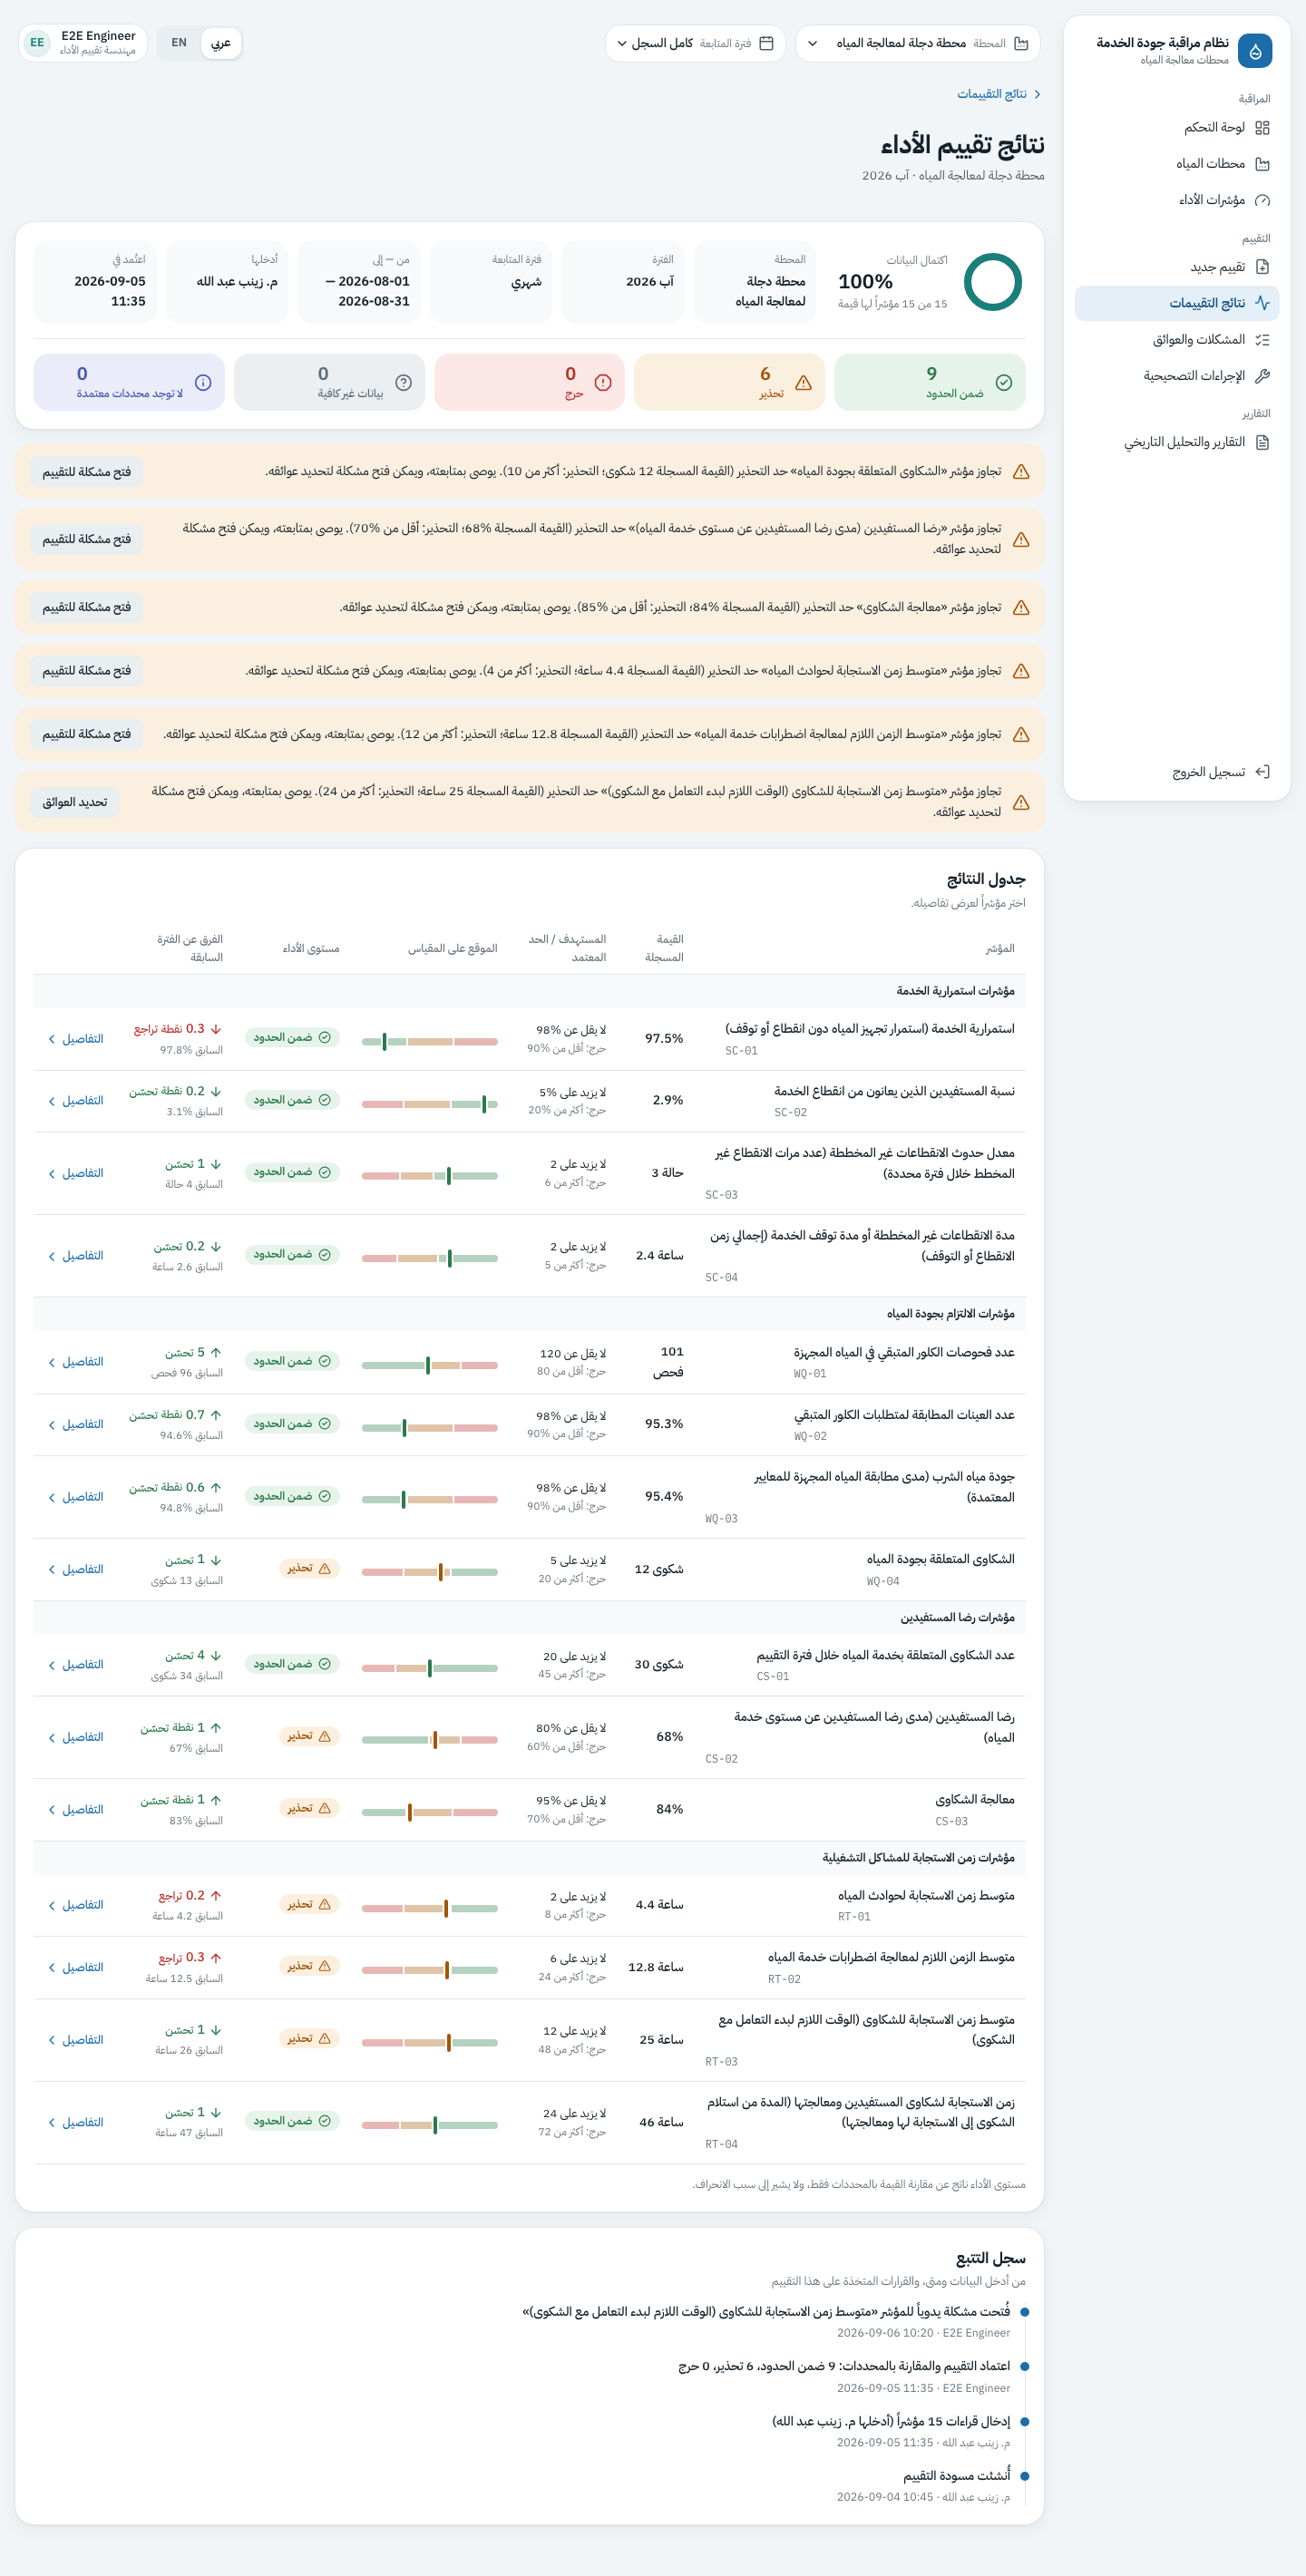 نظام مراقبة جودة الخدمة
محطات معالجة المياه
المراقبة
لوحة التحكم
محطات المياه
مؤشرات الأداء
التقييم
تقييم جديد
نتائج التقييمات
المشكلات والعوائق
الإجراءات التصحيحية
التقارير
التقارير والتحليل التاريخي
تسجيل الخروج
المحطة محطة دجلة لمعالجة المياه
فترة المتابعة كامل السجل
عربي EN
E2E Engineer
مهندسة تقييم الأداء
EE
نتائج التقييمات
نتائج تقييم الأداء
محطة دجلة لمعالجة المياه · آب 2026
اكتمال البيانات
100%
15 من 15 مؤشراً لها قيمة
المحطة
محطة دجلة
لمعالجة المياه
الفترة
آب 2026
فترة المتابعة
شهري
من — إلى
2026-08-01 —
2026-08-31
أدخلها
م. زينب عبد الله
اعتُمد في
2026-09-05
11:35
9
ضمن الحدود
6
تحذير
0
حرج
0
بيانات غير كافية
0
لا توجد محددات معتمدة
تجاوز مؤشر «الشكاوى المتعلقة بجودة المياه» حد التحذير (القيمة المسجلة 12 شكوى؛ التحذير: أكثر من 10). يوصى بمتابعته، ويمكن فتح مشكلة لتحديد عوائقه.
فتح مشكلة للتقييم
تجاوز مؤشر «رضا المستفيدين (مدى رضا المستفيدين عن مستوى خدمة المياه)» حد التحذير (القيمة المسجلة 68%؛ التحذير: أقل من 70%). يوصى بمتابعته، ويمكن فتح مشكلة
لتحديد عوائقه.
فتح مشكلة للتقييم
تجاوز مؤشر «معالجة الشكاوى» حد التحذير (القيمة المسجلة 84%؛ التحذير: أقل من 85%). يوصى بمتابعته، ويمكن فتح مشكلة لتحديد عوائقه.
فتح مشكلة للتقييم
تجاوز مؤشر «متوسط زمن الاستجابة لحوادث المياه» حد التحذير (القيمة المسجلة 4.4 ساعة؛ التحذير: أكثر من 4). يوصى بمتابعته، ويمكن فتح مشكلة لتحديد عوائقه.
فتح مشكلة للتقييم
تجاوز مؤشر «متوسط الزمن اللازم لمعالجة اضطرابات خدمة المياه» حد التحذير (القيمة المسجلة 12.8 ساعة؛ التحذير: أكثر من 12). يوصى بمتابعته، ويمكن فتح مشكلة لتحديد عوائقه.
فتح مشكلة للتقييم
تجاوز مؤشر «متوسط زمن الاستجابة للشكاوى (الوقت اللازم لبدء التعامل مع الشكوى)» حد التحذير (القيمة المسجلة 25 ساعة؛ التحذير: أكثر من 24). يوصى بمتابعته، ويمكن فتح مشكلة
لتحديد عوائقه.
تحديد العوائق
جدول النتائج
اختر مؤشراً لعرض تفاصيله.
المؤشر
القيمة
المسجلة
المستهدف / الحد
المعتمد
الموقع على المقياس
مستوى الأداء
الفرق عن الفترة
السابقة
مؤشرات استمرارية الخدمة
استمرارية الخدمة (استمرار تجهيز المياه دون انقطاع أو توقف)
SC-01
97.5%
لا يقل عن 98%
حرج: أقل من 90%
ضمن الحدود
0.3 نقطة تراجع
السابق 97.8%
التفاصيل
نسبة المستفيدين الذين يعانون من انقطاع الخدمة
SC-02
2.9%
لا يزيد على 5%
حرج: أكثر من 20%
ضمن الحدود
0.2 نقطة تحسّن
السابق 3.1%
التفاصيل
معدل حدوث الانقطاعات غير المخططة (عدد مرات الانقطاع غير
المخطط خلال فترة محددة)
SC-03
3 حالة
لا يزيد على 2
حرج: أكثر من 6
ضمن الحدود
1 تحسّن
السابق 4 حالة
التفاصيل
مدة الانقطاعات غير المخططة أو مدة توقف الخدمة (إجمالي زمن
الانقطاع أو التوقف)
SC-04
2.4 ساعة
لا يزيد على 2
حرج: أكثر من 5
ضمن الحدود
0.2 تحسّن
السابق 2.6 ساعة
التفاصيل
مؤشرات الالتزام بجودة المياه
عدد فحوصات الكلور المتبقي في المياه المجهزة
WQ-01
101
فحص
لا يقل عن 120
حرج: أقل من 80
ضمن الحدود
5 تحسّن
السابق 96 فحص
التفاصيل
عدد العينات المطابقة لمتطلبات الكلور المتبقي
WQ-02
95.3%
لا يقل عن 98%
حرج: أقل من 90%
ضمن الحدود
0.7 نقطة تحسّن
السابق 94.6%
التفاصيل
جودة مياه الشرب (مدى مطابقة المياه المجهزة للمعايير
المعتمدة)
WQ-03
95.4%
لا يقل عن 98%
حرج: أقل من 90%
ضمن الحدود
0.6 نقطة تحسّن
السابق 94.8%
التفاصيل
الشكاوى المتعلقة بجودة المياه
WQ-04
12 شكوى
لا يزيد على 5
حرج: أكثر من 20
تحذير
1 تحسّن
السابق 13 شكوى
التفاصيل
مؤشرات رضا المستفيدين
عدد الشكاوى المتعلقة بخدمة المياه خلال فترة التقييم
CS-01
30 شكوى
لا يزيد على 20
حرج: أكثر من 45
ضمن الحدود
4 تحسّن
السابق 34 شكوى
التفاصيل
رضا المستفيدين (مدى رضا المستفيدين عن مستوى خدمة
المياه)
CS-02
68%
لا يقل عن 80%
حرج: أقل من 60%
تحذير
1 نقطة تحسّن
السابق 67%
التفاصيل
معالجة الشكاوى
CS-03
84%
لا يقل عن 95%
حرج: أقل من 70%
تحذير
1 نقطة تحسّن
السابق 83%
التفاصيل
مؤشرات زمن الاستجابة للمشاكل التشغيلية
متوسط زمن الاستجابة لحوادث المياه
RT-01
4.4 ساعة
لا يزيد على 2
حرج: أكثر من 8
تحذير
0.2 تراجع
السابق 4.2 ساعة
التفاصيل
متوسط الزمن اللازم لمعالجة اضطرابات خدمة المياه
RT-02
12.8 ساعة
لا يزيد على 6
حرج: أكثر من 24
تحذير
0.3 تراجع
السابق 12.5 ساعة
التفاصيل
متوسط زمن الاستجابة للشكاوى (الوقت اللازم لبدء التعامل مع
الشكوى)
RT-03
25 ساعة
لا يزيد على 12
حرج: أكثر من 48
تحذير
1 تحسّن
السابق 26 ساعة
التفاصيل
زمن الاستجابة لشكاوى المستفيدين ومعالجتها (المدة من استلام
الشكوى إلى الاستجابة لها ومعالجتها)
RT-04
46 ساعة
لا يزيد على 24
حرج: أكثر من 72
ضمن الحدود
1 تحسّن
السابق 47 ساعة
التفاصيل
مستوى الأداء ناتج عن مقارنة القيمة بالمحددات فقط، ولا يشير إلى سبب الانحراف.
سجل التتبع
من أدخل البيانات ومتى، والقرارات المتخذة على هذا التقييم
فُتحت مشكلة يدوياً للمؤشر «متوسط زمن الاستجابة للشكاوى (الوقت اللازم لبدء التعامل مع الشكوى)»
2026-09-06 10:20 · E2E Engineer
اعتماد التقييم والمقارنة بالمحددات: 9 ضمن الحدود، 6 تحذير، 0 حرج
2026-09-05 11:35 · E2E Engineer
إدخال قراءات 15 مؤشراً (أدخلها م. زينب عبد الله)
م. زينب عبد الله · 2026-09-05 11:35
أُنشئت مسودة التقييم
م. زينب عبد الله · 2026-09-04 10:45